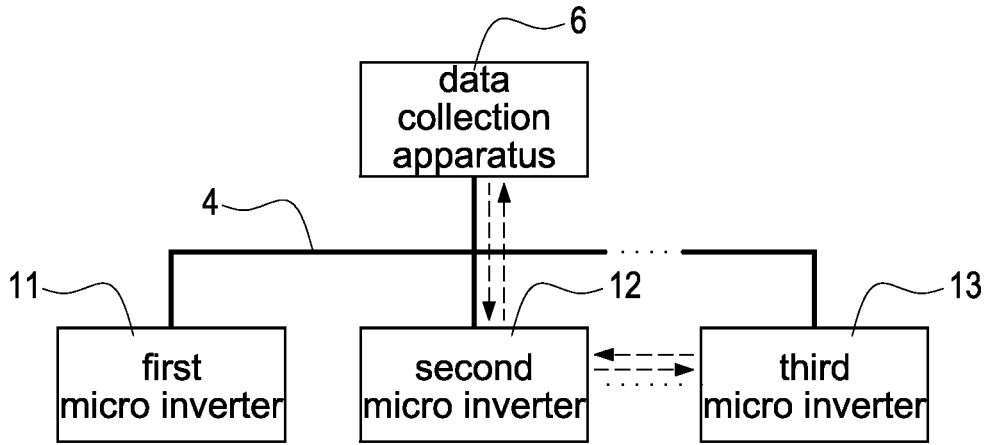 6
data
collection
apparatus
4
11
12
13
first
micro inverter
second
micro inverter
third
micro inverter